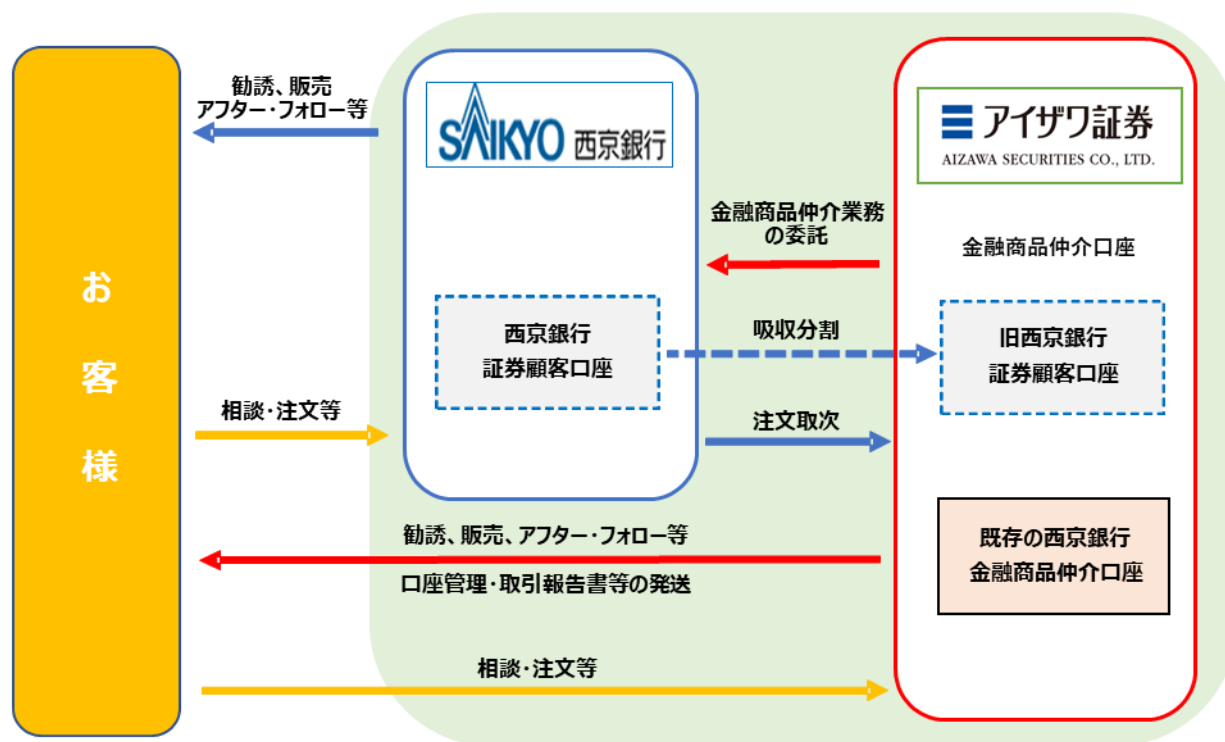 お
客
様
勧誘、販売
アフター・フォロー等
相談・注文等
SAIKYO 西京銀行
西京銀行
証券顧客口座
金融商品仲介業務
の委託
吸収分割
注文取次
アイザワ証券
AIZAWA SECURITIES CO., LTD.
金融商品仲介口座
旧西京銀行
証券顧客口座
既存の西京銀行
金融商品仲介口座
勧誘、販売、アフター・フォロー等
口座管理・取引報告書等の発送
相談・注文等